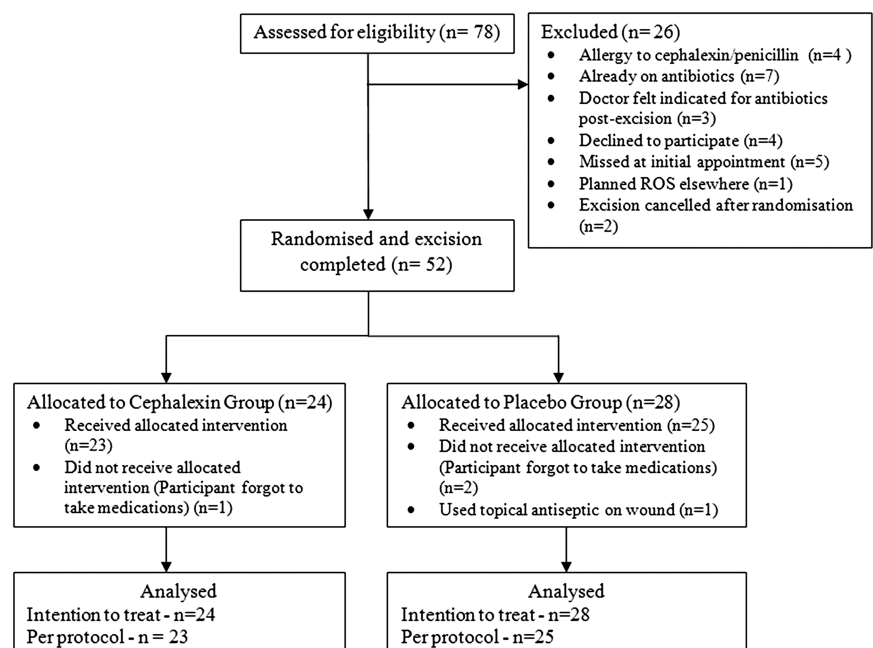 Assessed for eligibility (n= 78)
Excluded (n= 26)
• Allergy to cephalexin/penicillin (n=4 )
• Already on antibiotics (n=7)
• Doctor felt indicated for antibiotics
post-excision (n=3)
• Declined to participate (n=4)
• Missed at initial appointment (n=5)
• Planned ROS elsewhere (n=1)
• Excision cancelled after randomisation
(n=2)
Randomised and excision
completed (n= 52)
Allocated to Cephalexin Group (n=24)
• Received allocated intervention
(n=23)
• Did not receive allocated
intervention (Participant forgot to
take medications) (n=1)
Allocated to Placebo Group (n=28)
• Received allocated intervention (n=25)
• Did not receive allocated intervention
(Participant forgot to take medications)
(n=2)
• Used topical antiseptic on wound (n=1)
Analysed
Intention to treat - n=24
Per protocol - n = 23
Analysed
Intention to treat - n=28
Per protocol - n=25